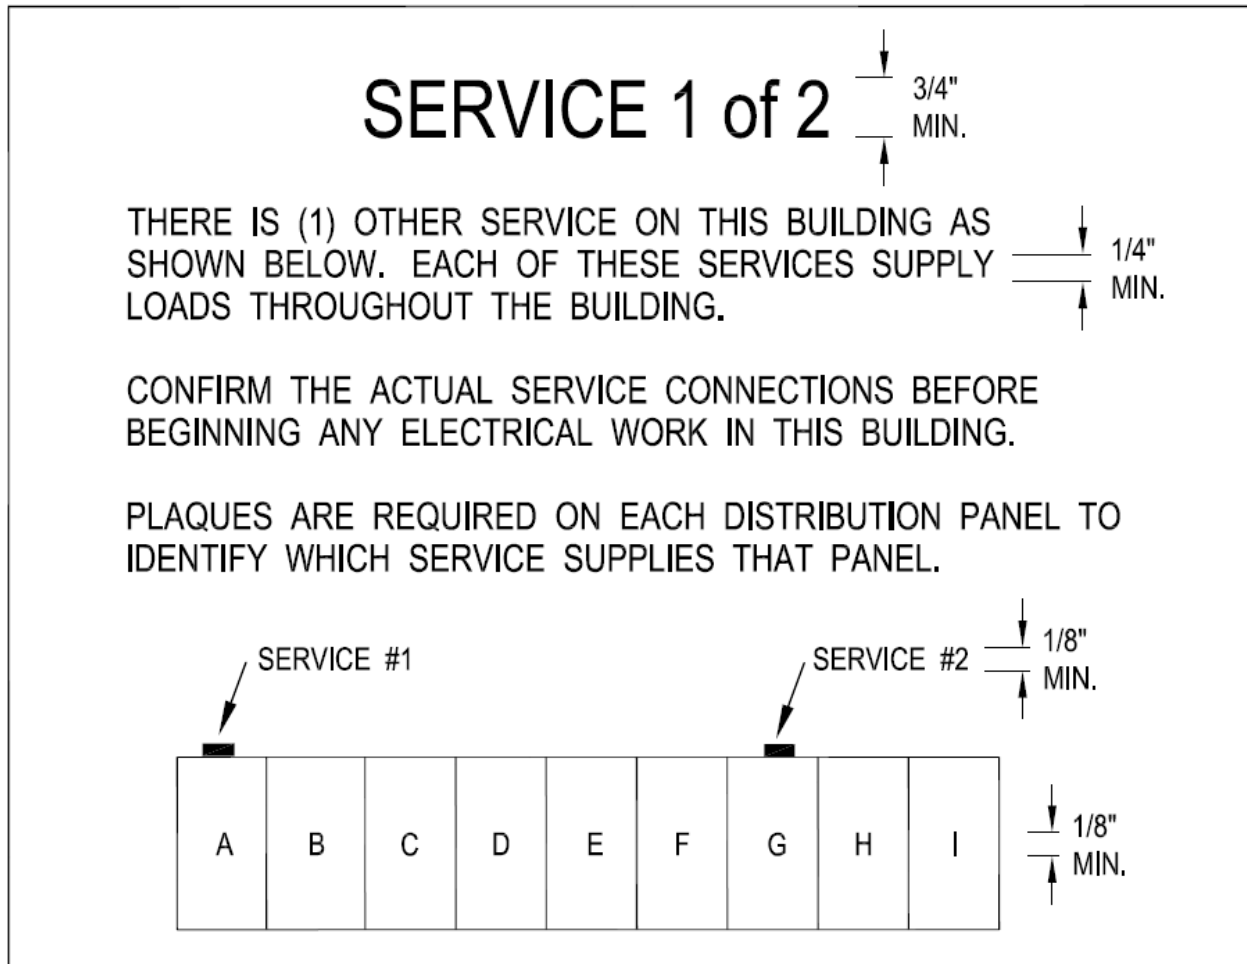 SERVICE 1 of 2
3/4"
MIN.
THERE IS (1) OTHER SERVICE ON THIS BUILDING AS
SHOWN BELOW. EACH OF THESE SERVICES SUPPLY
LOADS THROUGHOUT THE BUILDING.
1/4"
MIN.
CONFIRM THE ACTUAL SERVICE CONNECTIONS BEFORE
BEGINNING ANY ELECTRICAL WORK IN THIS BUILDING.
PLAQUES ARE REQUIRED ON EACH DISTRIBUTION PANEL TO
IDENTIFY WHICH SERVICE SUPPLIES THAT PANEL.
SERVICE #1
SERVICE #2
1/8"
MIN.
A B C D E F G H I
1/8"
MIN.